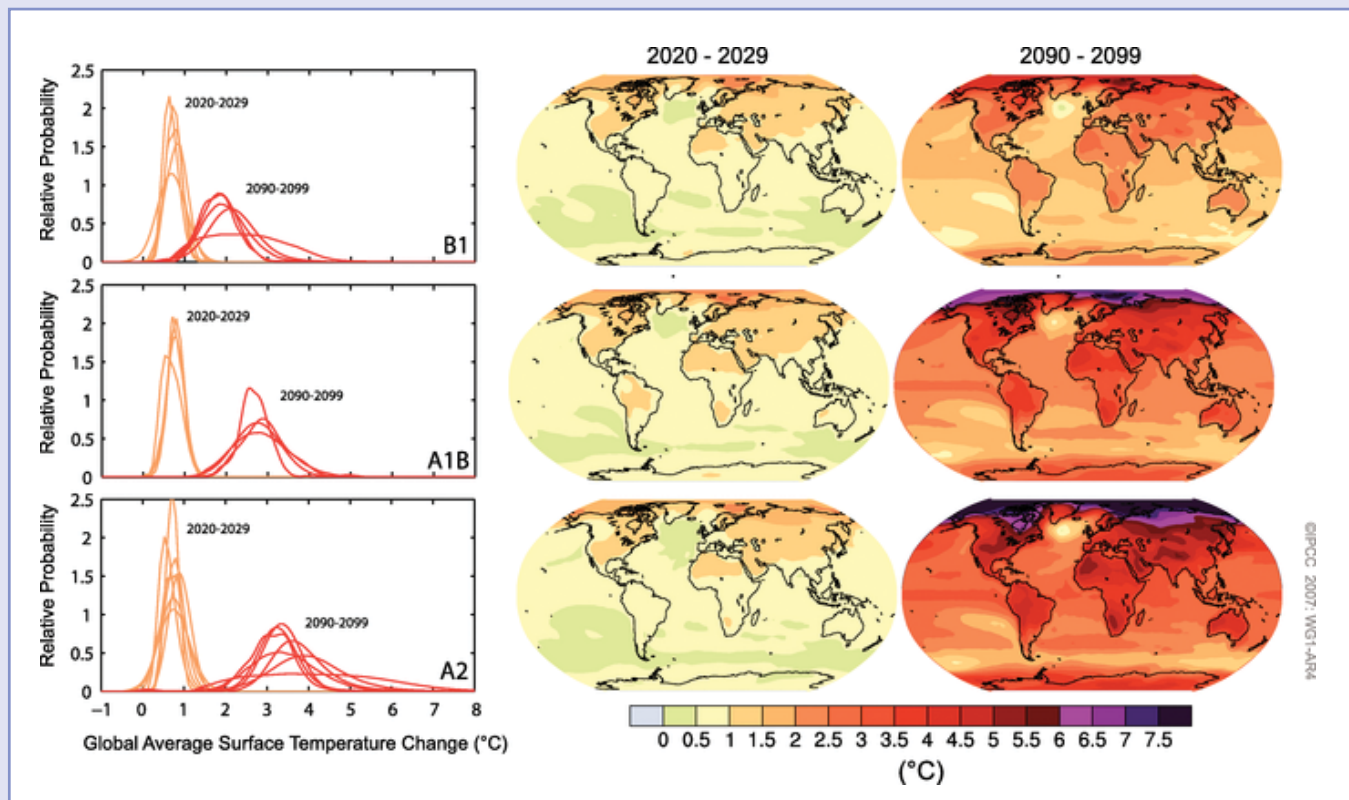 2020 - 2029
2090 - 2099
Relative Probability
2.5
2
1.5
1
0.5
0
2020-2029
2090-2099
B1
Relative Probability
2.5
2
1.5
1
0.5
0
2020-2029
2090-2099
A1B
Relative Probability
2.5
2
1.5
1
0.5
0
2020-2029
2090-2099
A2
−1 0 1 2 3 4 5 6 7 8
Global Average Surface Temperature Change (°C)
0 0.5 1 1.5 2 2.5 3 3.5 4 4.5 5 5.5 6 6.5 7 7.5
(°C)
©IPCC 2007: WG1-AR4